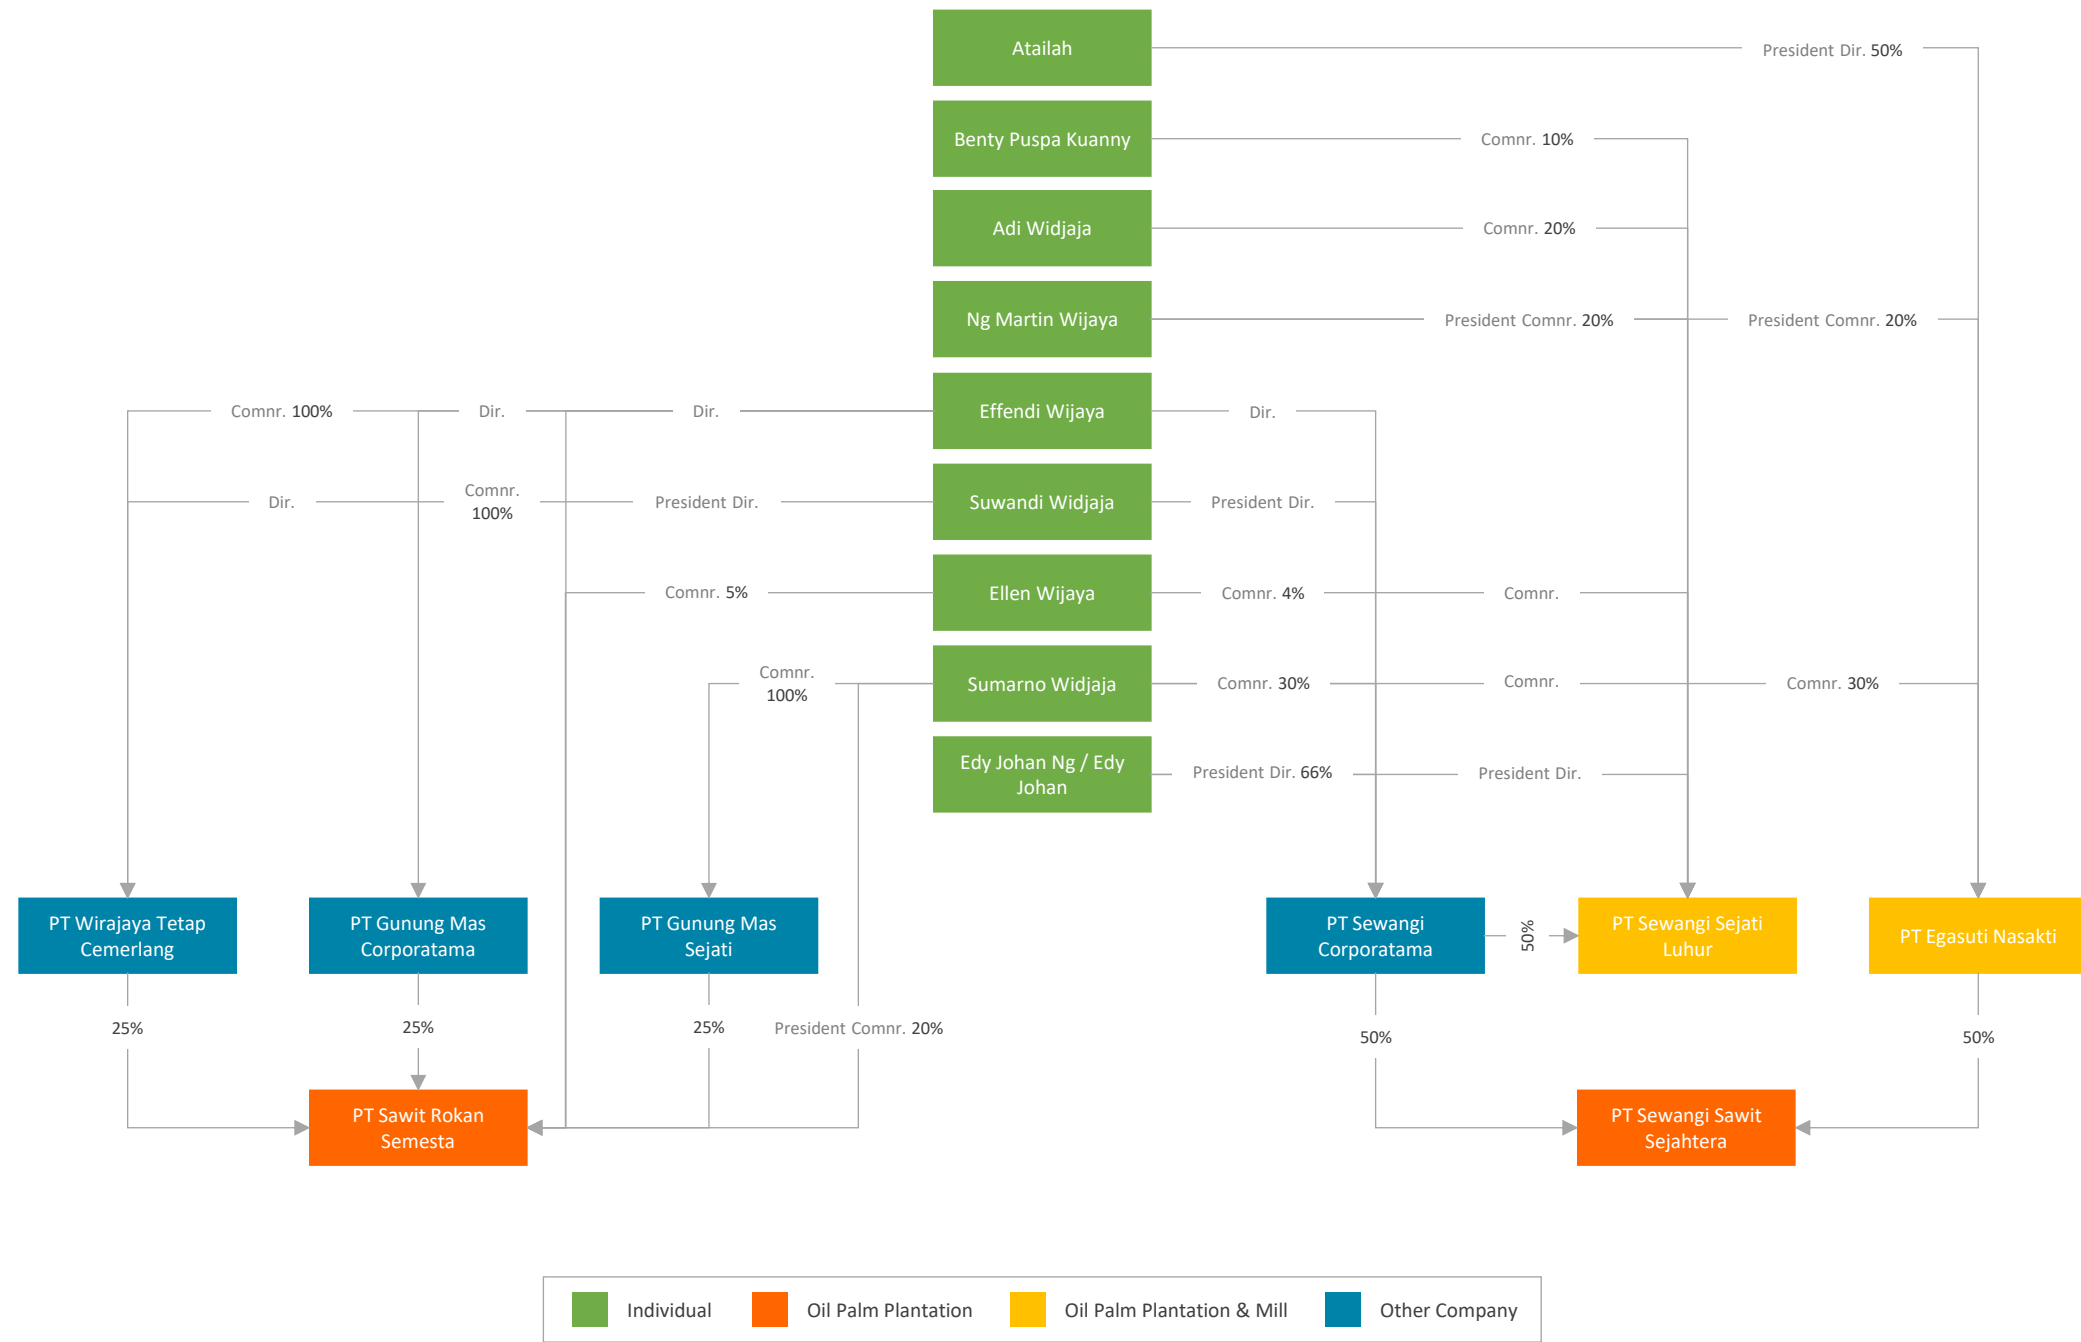 Atailah
President Dir. 50%
Benty Puspa Kuanny
Comnr. 10%
Adi Widjaja
Comnr. 20%
Ng Martin Wijaya
President Comnr. 20%
President Comnr. 20%
Comnr. 100%
Dir.
Dir.
Effendi Wijaya
Dir.
Dir.
Comnr.
100%
President Dir.
Suwandi Widjaja
President Dir.
Comnr. 5%
Ellen Wijaya
Comnr. 4%
Comnr.
Comnr.
100%
Sumarno Widjaja
Comnr. 30%
Comnr.
Comnr. 30%
Edy Johan Ng / Edy
Johan
President Dir. 66%
President Dir.
PT Wirajaya Tetap
Cemerlang
PT Gunung Mas
Corporatama
PT Gunung Mas
Sejati
PT Sewangi
Corporatama
50%
PT Sewangi Sejati
Luhur
PT Egasuti Nasakti
25%
25%
25%
President Comnr. 20%
50%
50%
PT Sawit Rokan
Semesta
PT Sewangi Sawit
Sejahtera
Individual
Oil Palm Plantation
Oil Palm Plantation & Mill
Other Company